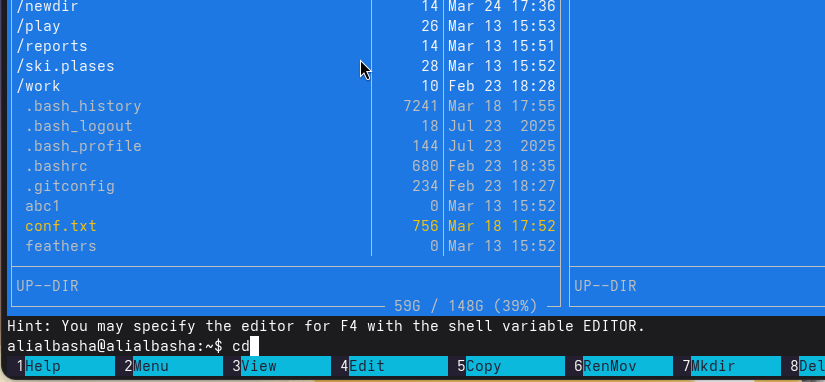 /newdir 14 Mar 24 17:36
/play 26 Mar 13 15:53
/reports 14 Mar 13 15:51
/ski.plases 28 Mar 13 15:52
/work 10 Feb 23 18:28
.bash_history 7241 Mar 18 17:55
.bash_logout 18 Jul 23 2025
.bash_profile 144 Jul 23 2025
.bashrc 680 Feb 23 18:35
.gitconfig 234 Feb 23 18:27
abc1 0 Mar 13 15:52
conf.txt 756 Mar 18 17:52
feathers 0 Mar 13 15:52
UP--DIR UP--DIR
59G / 148G (39%)
Hint: You may specify the editor for F4 with the shell variable EDITOR.
alialbasha@alialbasha:~$ cd
1Help 2Menu 3View 4Edit 5Copy 6RenMov 7Mkdir 8Del